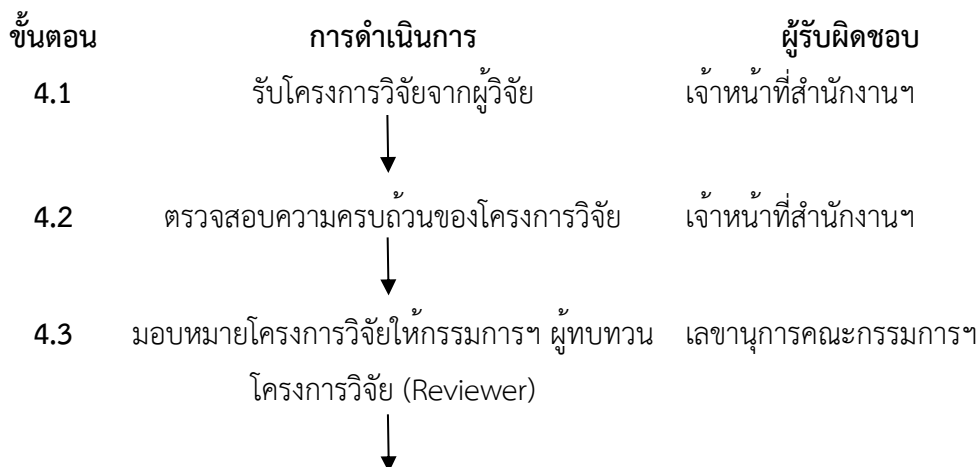 ขั้นตอน การดำเนินการ ผู้รับผิดชอบ
4.1 รับโครงการวิจัยจากผู้วิจัย เจ้าหน้าที่สำนักงานฯ
4.2 ตรวจสอบความครบถ้วนของโครงการวิจัย เจ้าหน้าที่สำนักงานฯ
4.3 มอบหมายโครงการวิจัยให้กรรมการฯ ผู้ทบทวน เลขานุการคณะกรรมการฯ
โครงการวิจัย (Reviewer)